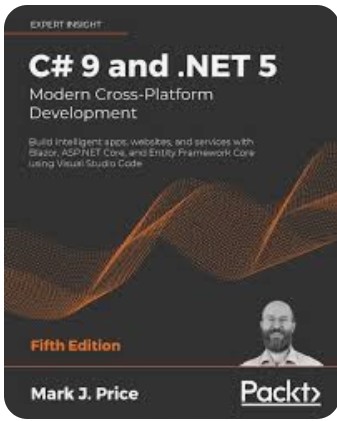 EXPERT INSIGHT
C# 9 and .NET 5
Modern Cross-Platform
Development
Build intelligent apps, websites, and services with
Blazor, ASP.NET Core, and Entity Framework Core
using Visual Studio Code
Fifth Edition
Mark J. Price
Packt>